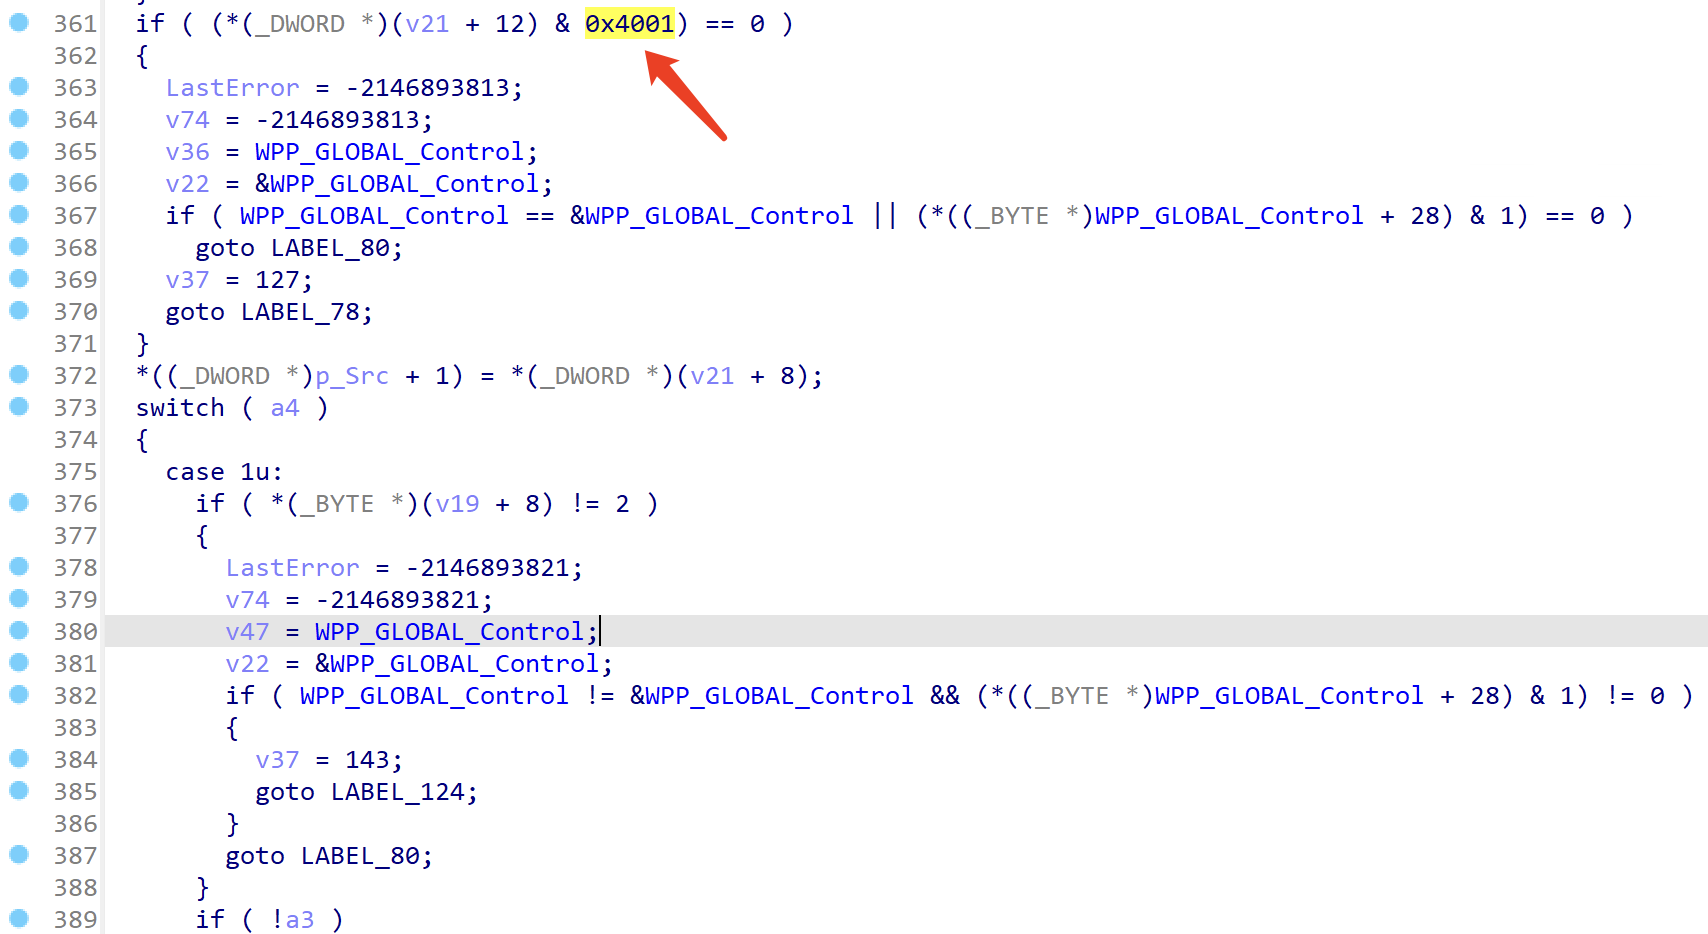 361 if ( (*(_DWORD *)(v21 + 12) & 0x4001) == 0 )
362 {
363 LastError = -2146893813;
364 v74 = -2146893813;
365 v36 = WPP_GLOBAL_Control;
366 v22 = &WPP_GLOBAL_Control;
367 if ( WPP_GLOBAL_Control == &WPP_GLOBAL_Control || (*((_BYTE *)WPP_GLOBAL_Control + 28) & 1) == 0 )
368 goto LABEL_80;
369 v37 = 127;
370 goto LABEL_78;
371 }
372 *((_DWORD *)p_Src + 1) = *(_DWORD *)(v21 + 8);
373 switch ( a4 )
374 {
375 case 1u:
376 if ( *(_BYTE *)(v19 + 8) != 2 )
377 {
378 LastError = -2146893821;
379 v74 = -2146893821;
380 v47 = WPP_GLOBAL_Control;
381 v22 = &WPP_GLOBAL_Control;
382 if ( WPP_GLOBAL_Control != &WPP_GLOBAL_Control && (*((_BYTE *)WPP_GLOBAL_Control + 28) & 1) != 0 )
383 {
384 v37 = 143;
385 goto LABEL_124;
386 }
387 goto LABEL_80;
388 }
389 if ( !a3 )